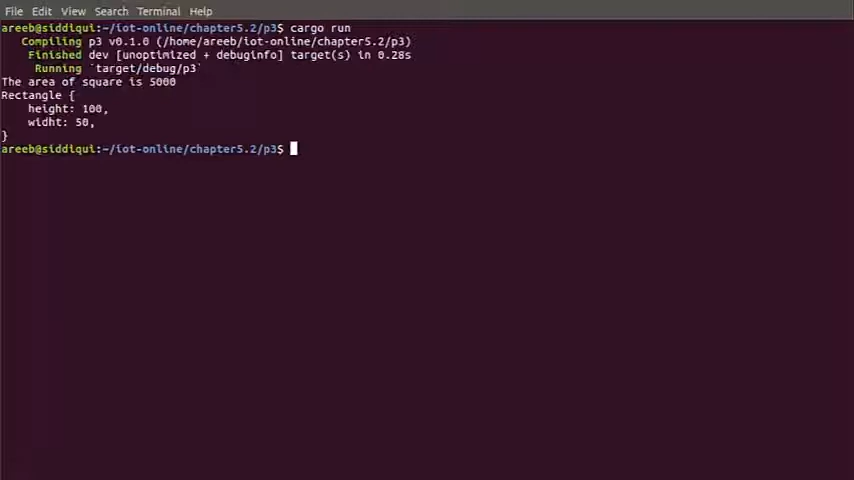 File Edit View Search Terminal Help
areeb@siddiqui:~/iot-online/chapter5.2/p3$ cargo run
   Compiling p3 v0.1.0 (/home/areeb/iot-online/chapter5.2/p3)
    Finished dev [unoptimized + debuginfo] target(s) in 0.28s
     Running `target/debug/p3`
The area of square is 5000
Rectangle {
    height: 100,
    widht: 50,
}
areeb@siddiqui:~/iot-online/chapter5.2/p3$